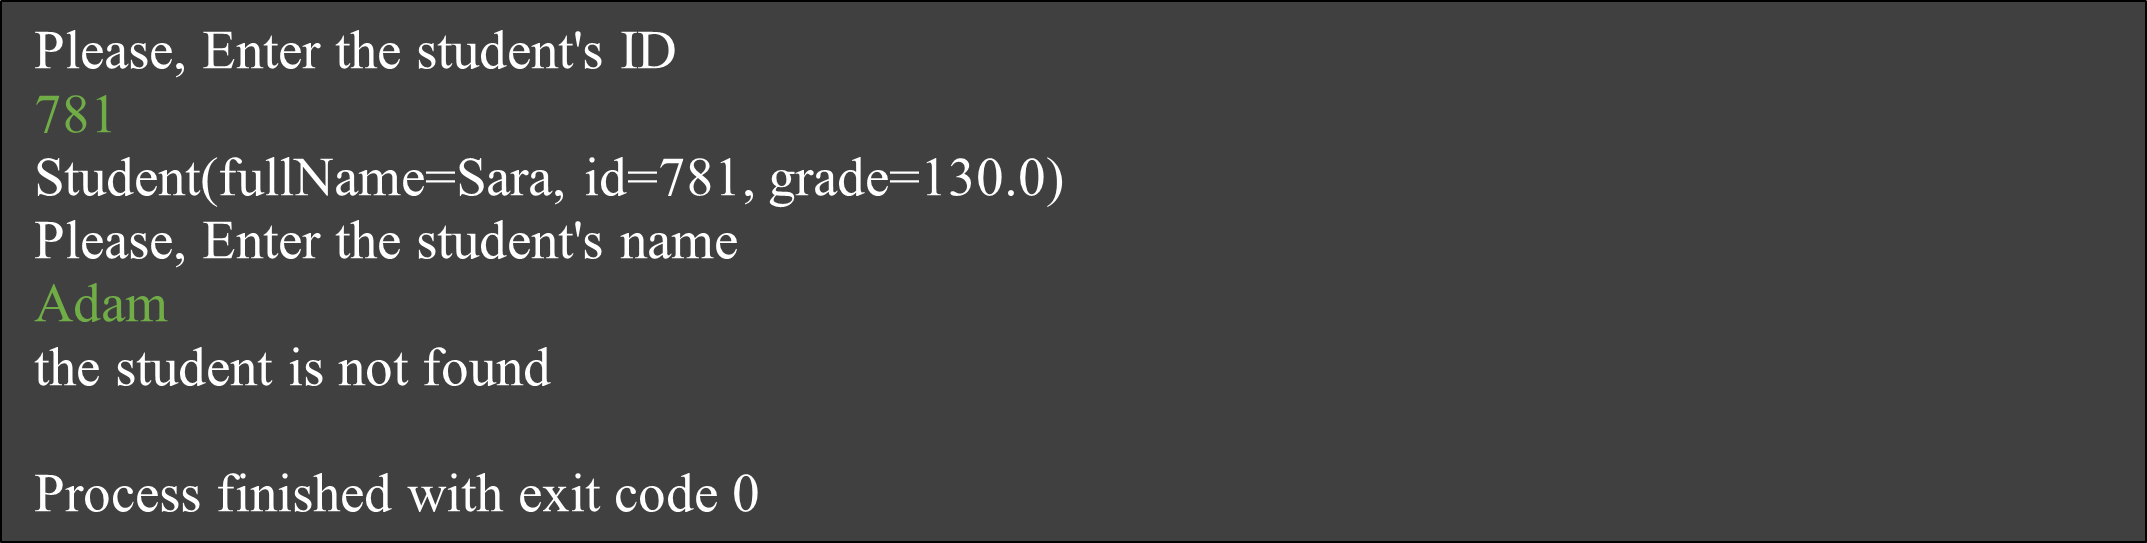 Please, Enter the student's ID
781
Student(fullName=Sara, id=781, grade=130.0)
Please, Enter the student's name
Adam
the student is not found
Process finished with exit code 0